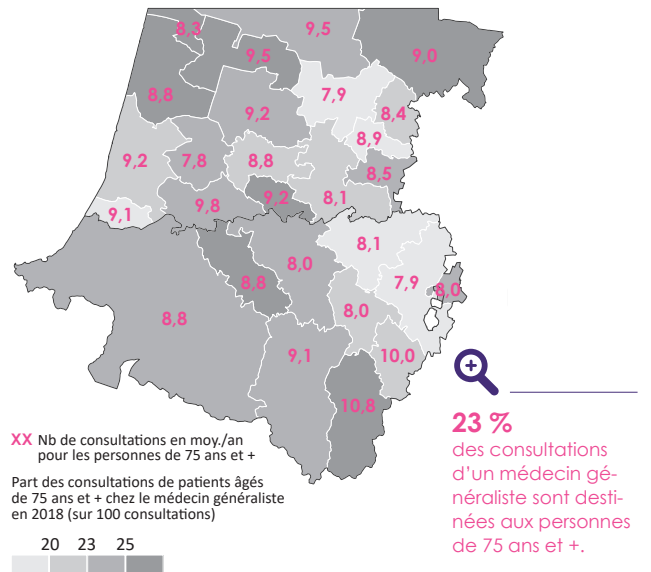 8,3
9,5
9,5
9,0
8,8
7,9
9,2
8,4
8,9
9,2
7,8
8,8
8,5
9,2
8,1
9,8
9,1
8,1
8,0
8,8
7,9
8,0
8,0
8,8
9,1
10,0
10,8
XX Nb de consultations en moy./an
pour les personnes de 75 ans et +
Part des consultations de patients âgés
de 75 ans et + chez le médecin généraliste
en 2018 (sur 100 consultations)
20 23 25
23 %
des consultations
d'un médecin gé-
néraliste sont desti-
nées aux personnes
de 75 ans et +.